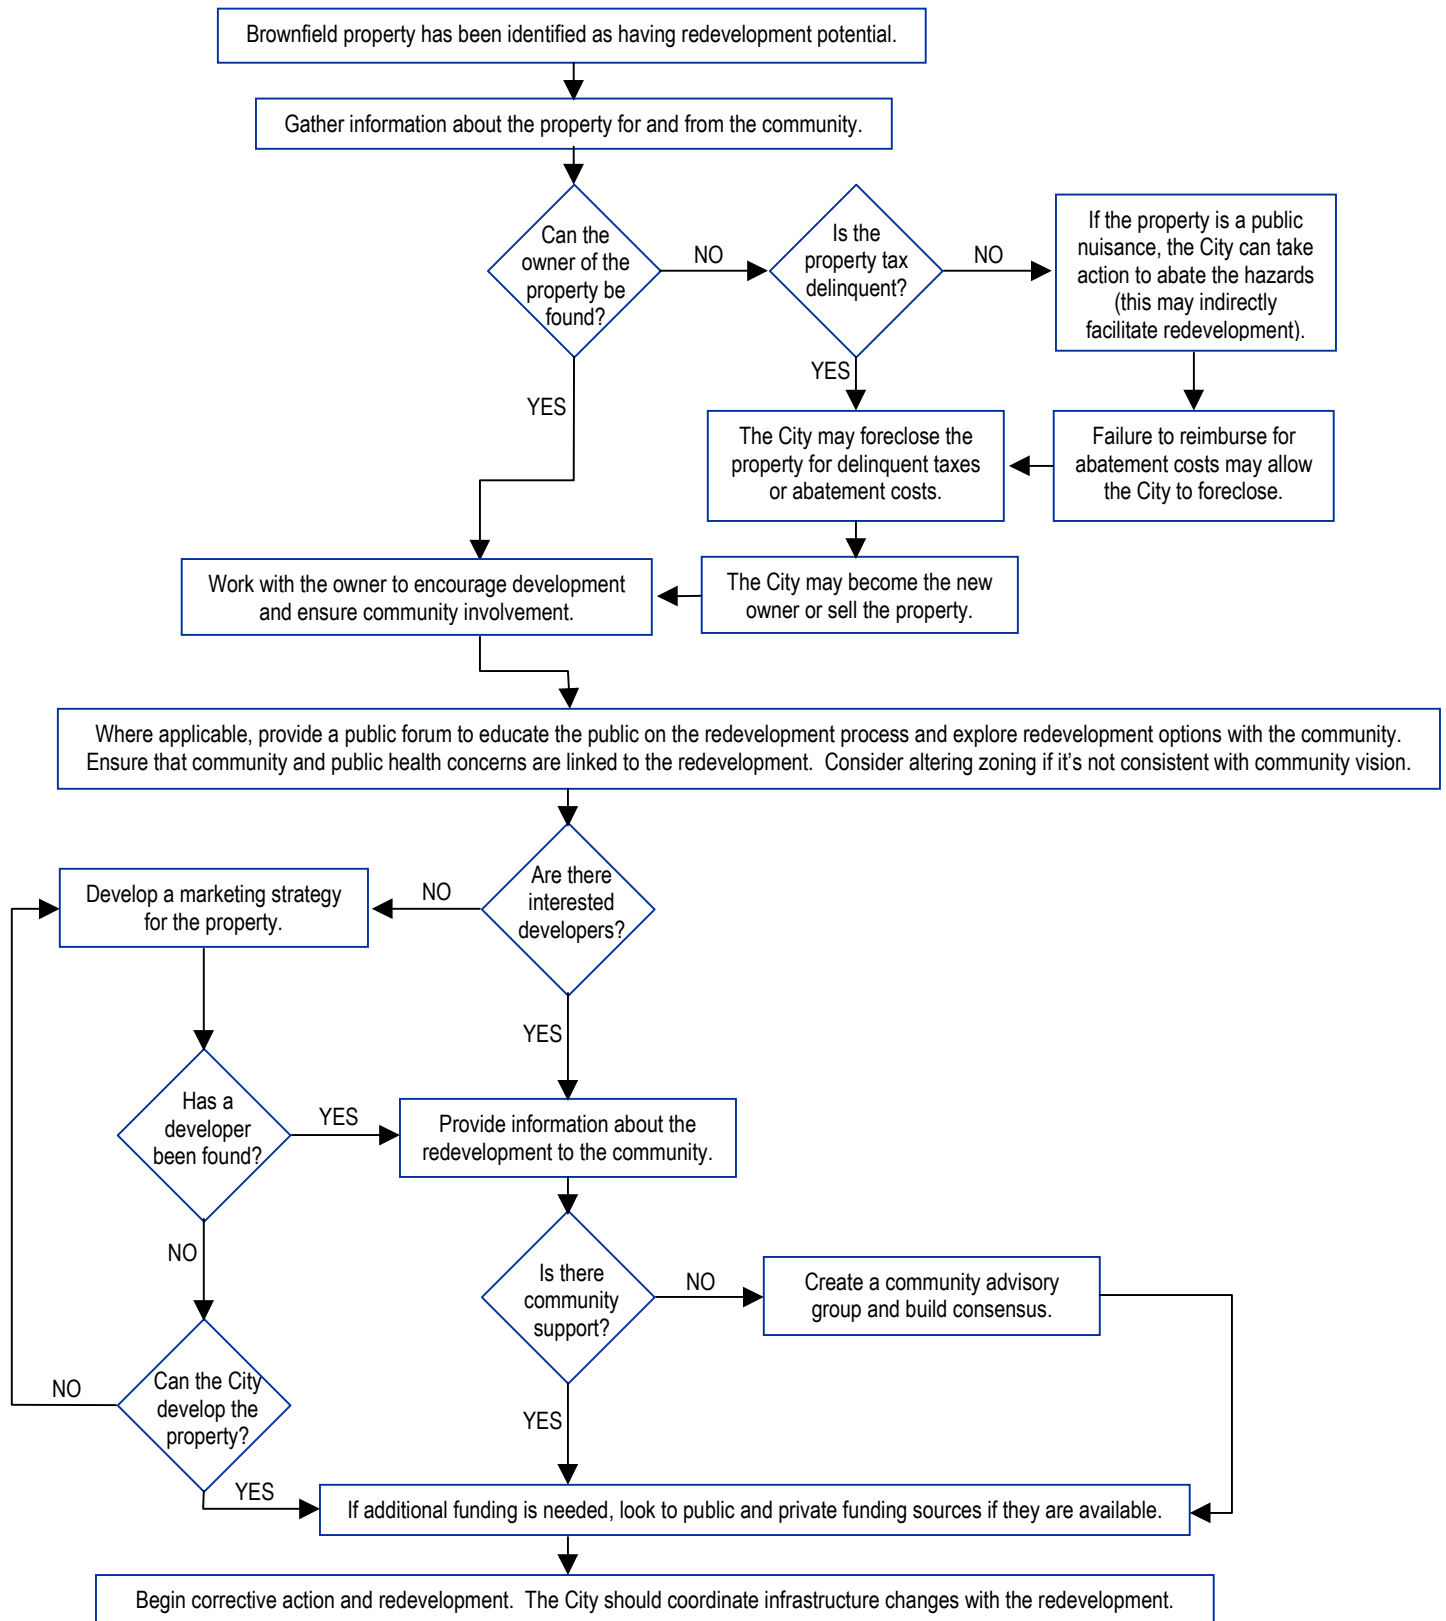 Brownfield property has been identified as having redevelopment potential.
Gather information about the property for and from the community.
Can the
owner of the
property be
found?
NO
Is the
property tax
delinquent?
NO
If the property is a public
nuisance, the City can take
action to abate the hazards
(this may indirectly
facilitate redevelopment).
YES
YES
The City may foreclose the
property for delinquent taxes
or abatement costs.
Failure to reimburse for
abatement costs may allow
the City to foreclose.
Work with the owner to encourage development
and ensure community involvement.
The City may become the new
owner or sell the property.
Where applicable, provide a public forum to educate the public on the redevelopment process and explore redevelopment options with the community.
Ensure that community and public health concerns are linked to the redevelopment.  Consider altering zoning if it's not consistent with community vision.
Are there
interested
developers?
NO
Develop a marketing strategy
for the property.
YES
Has a
developer
been found?
YES
Provide information about the
redevelopment to the community.
NO
Is there
community
support?
NO
Create a community advisory
group and build consensus.
Can the City
develop the
property?
NO
YES
YES
If additional funding is needed, look to public and private funding sources if they are available.
Begin corrective action and redevelopment.  The City should coordinate infrastructure changes with the redevelopment.